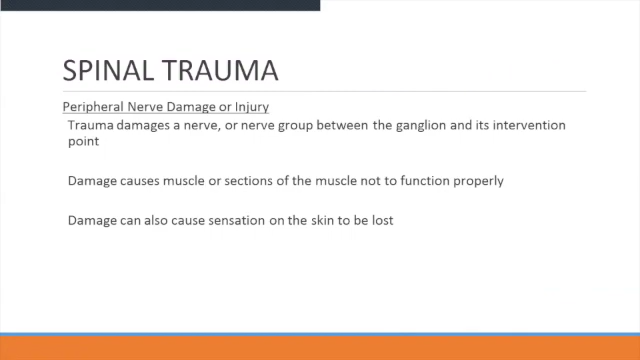 SPINAL TRAUMA
Peripheral Nerve Damage or Injury
Trauma damages a nerve, or nerve group between the ganglion and its intervention
point
Damage causes muscle or sections of the muscle not to function properly
Damage can also cause sensation on the skin to be lost